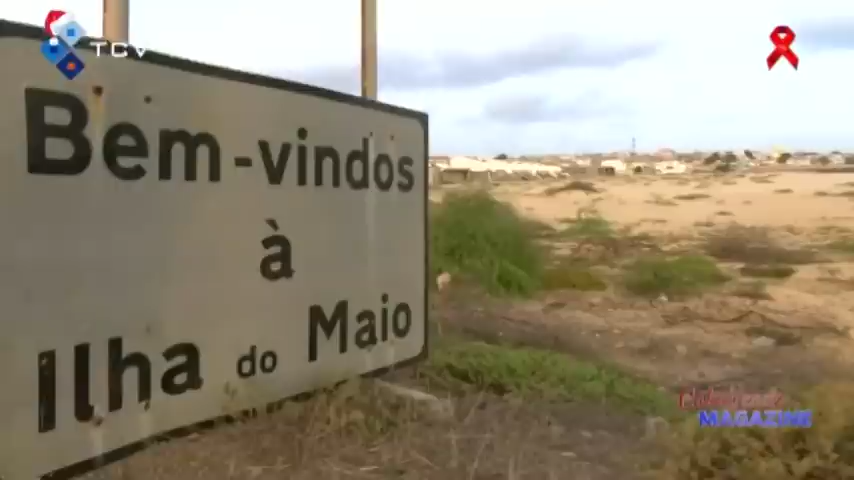 TCV
Bem-vindos
à
Ilha do Maio
MAGAZINE